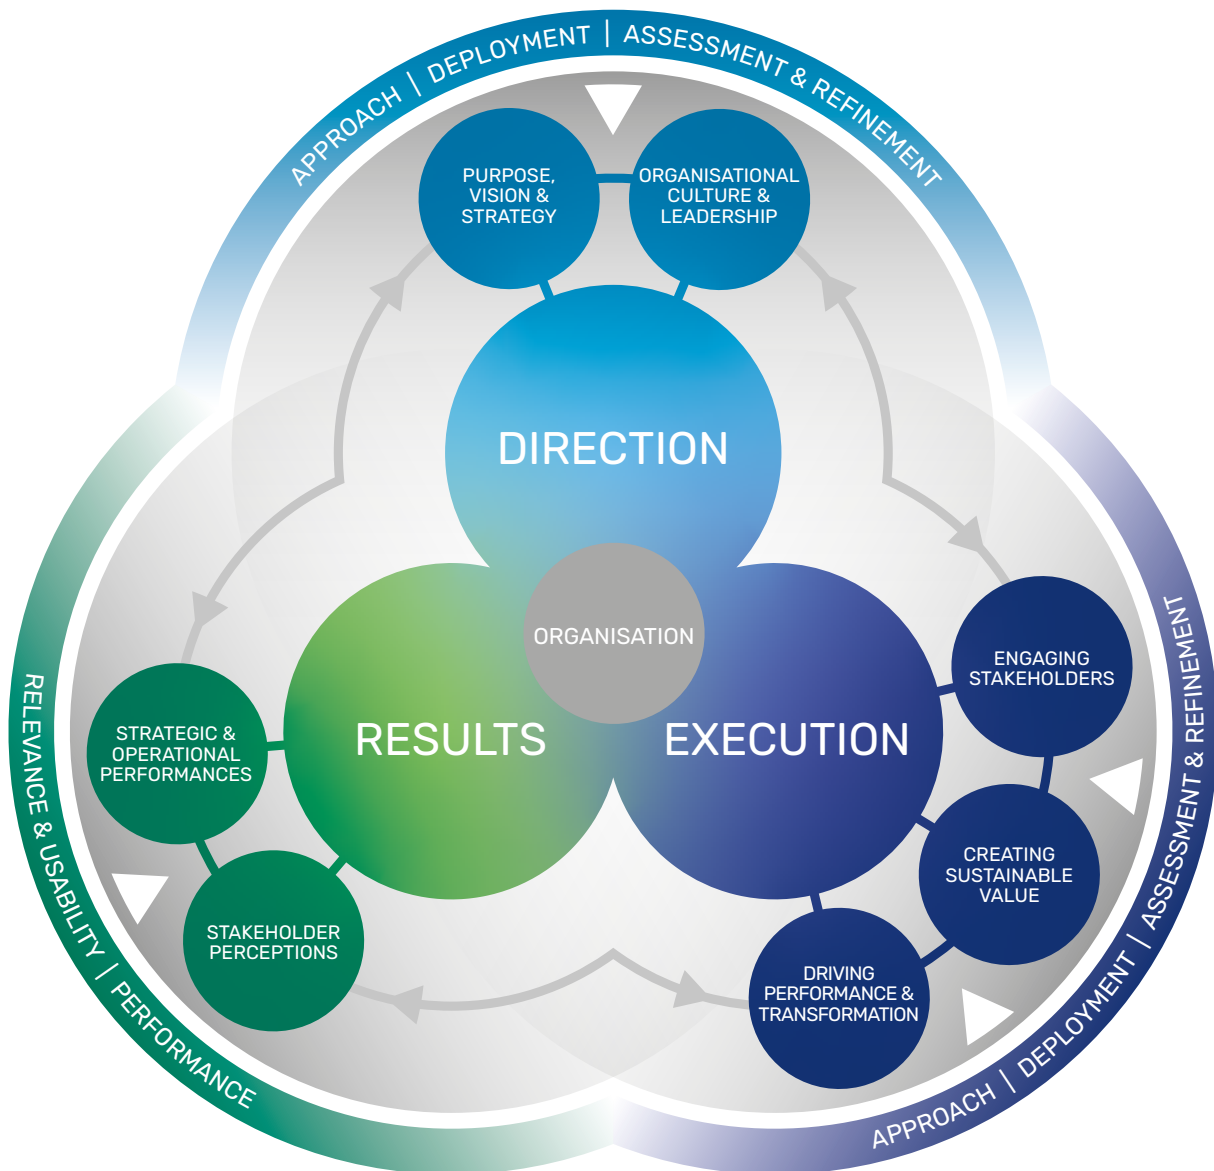 APPROACH | DEPLOYMENT | ASSESSMENT & REFINEMENT
PURPOSE,
VISION &
STRATEGY
ORGANISATIONAL
CULTURE &
LEADERSHIP
DIRECTION
ORGANISATION
RESULTS
EXECUTION
ENGAGING
STAKEHOLDERS
CREATING
SUSTAINABLE
VALUE
DRIVING
PERFORMANCE &
TRANSFORMATION
APPROACH | DEPLOYMENT | ASSESSMENT & REFINEMENT
STRATEGIC &
OPERATIONAL
PERFORMANCES
STAKEHOLDER
PERCEPTIONS
RELEVANCE & USABILITY | PERFORMANCE